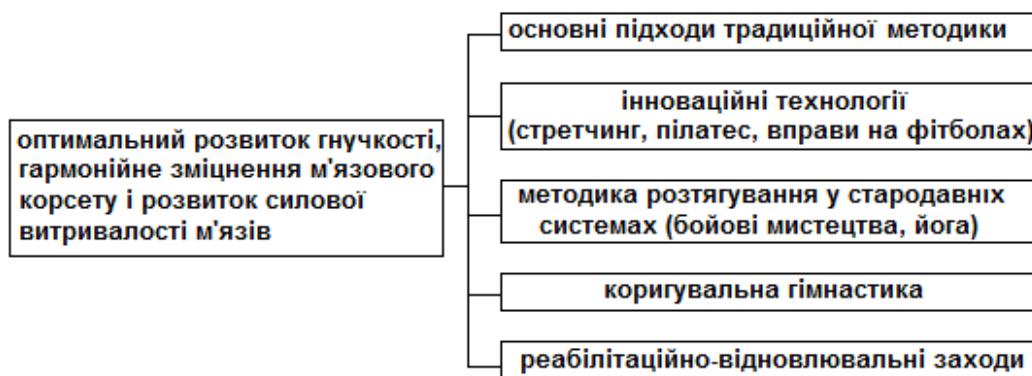 оптимальний розвиток гнучкості,
гармонійне зміцнення м'язового
корсету і розвиток силової
витривалості м'язів
основні підходи традиційної методики
інноваційні технології
(стретчинг, пілатес, вправи на фітболах)
методика розтягування у стародавніх
системах (бойові мистецтва, йога)
коригувальна гімнастика
реабілітаційно-відновлювальні заходи